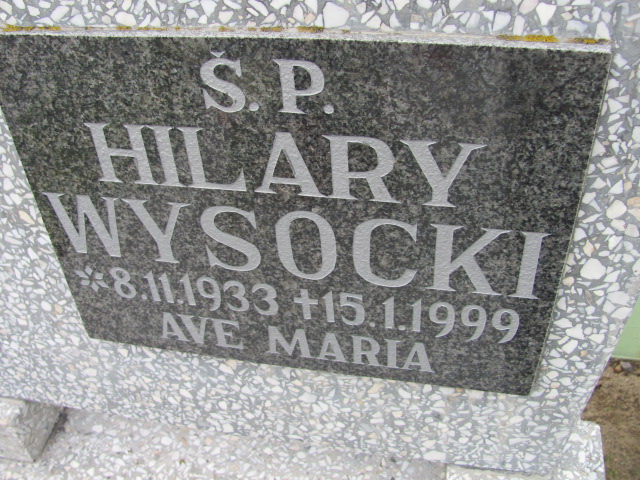 Š.P.
HILARY
WYSOCKI
* 8.11.1933 + 15.1.1999
AVE MARIA